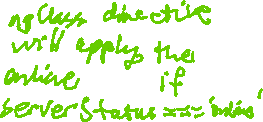 ngClass directive
will apply the
online if
serverStatus === 'online'